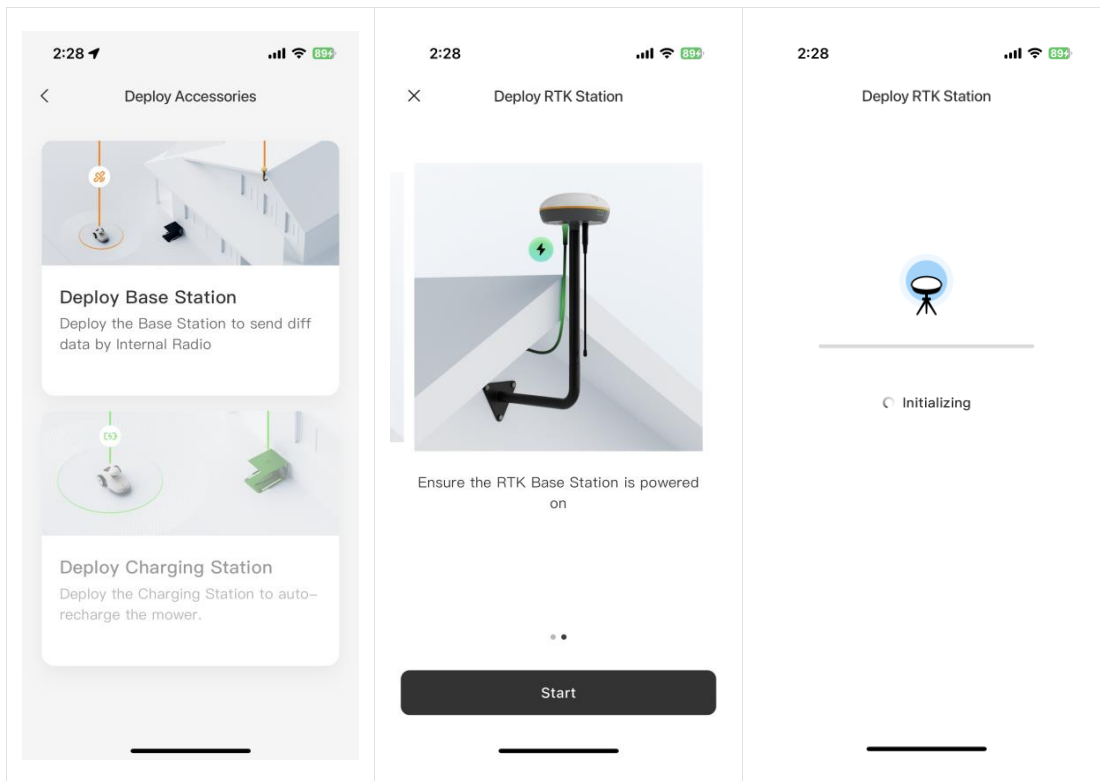 2:28
89
Deploy Accessories
Deploy Base Station
Deploy the Base Station to send diff
data by Internal Radio
Deploy Charging Station
Deploy the Charging Station to auto-
recharge the mower.
2:28
89
Deploy RTK Station
Ensure the RTK Base Station is powered
on
Start
2:28
89
Deploy RTK Station
Initializing